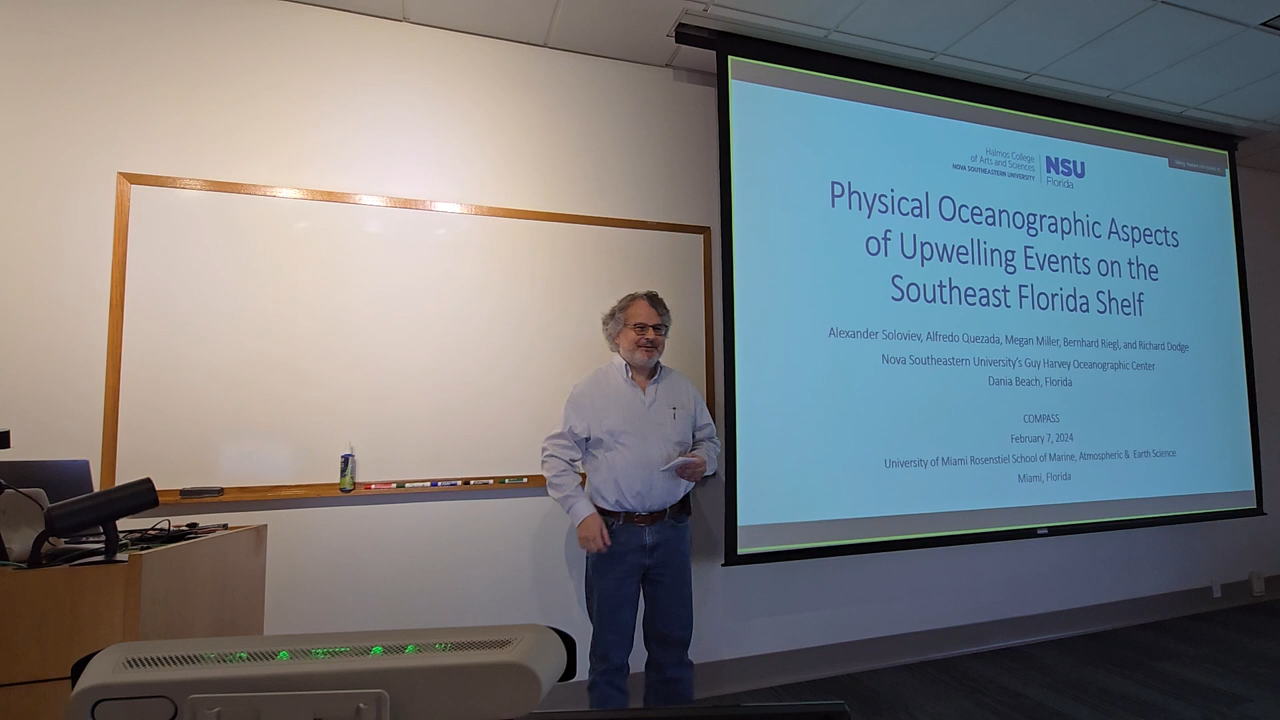 Halmos College
of Arts and Sciences
NOVA SOUTHEASTERN UNIVERSITY
NSU
Florida
Physical Oceanographic Aspects
of Upwelling Events on the
Southeast Florida Shelf
Alexander Soloviev, Alfredo Quezada, Megan Miller, Bernhard Riegl, and Richard Dodge
Nova Southeastern University's Guy Harvey Oceanographic Center
Dania Beach, Florida
COMPASS
February 7, 2024
University of Miami Rosenstiel School of Marine, Atmospheric & Earth Science
Miami, Florida